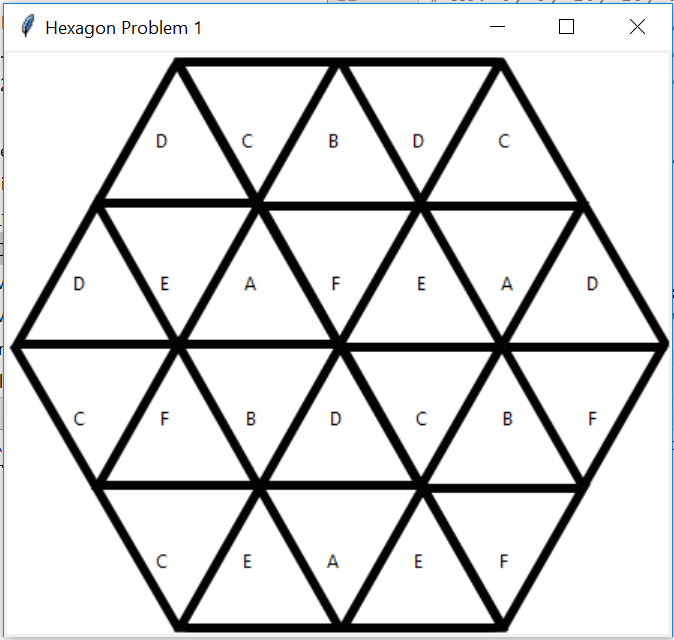 Hexagon Problem 1
D C B D C
D E A F E A D
C F B D C B F
C E A E F